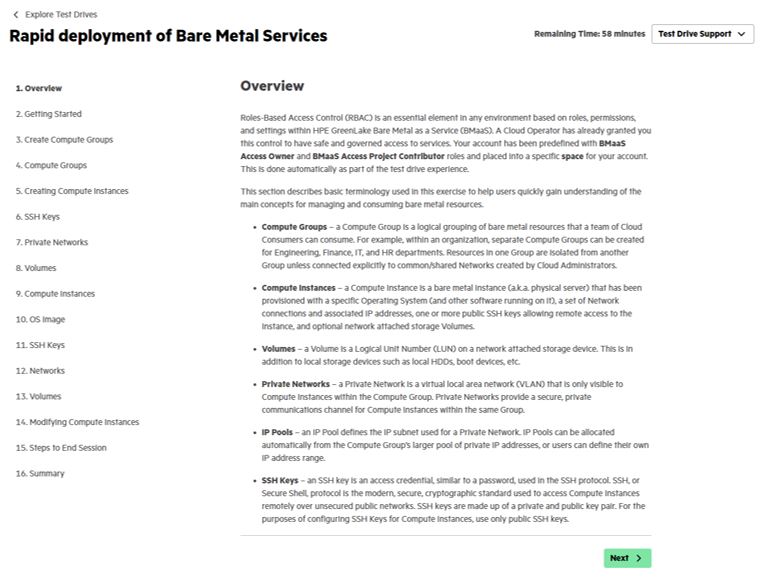 Explore Test Drives
Rapid deployment of Bare Metal Services
Remaining Time: 58 minutes
Test Drive Support
1. Overview
2. Getting Started
3. Create Compute Groups
4. Compute Groups
5. Creating Compute Instances
6. SSH Keys
7. Private Networks
8. Volumes
9. Compute Instances
10. OS Image
11. SSH Keys
12. Networks
13. Volumes
14. Modifying Compute Instances
15. Steps to End Session
16. Summary
Overview
Roles-Based Access Control (RBAC) is an essential element in any environment based on roles, permissions,
and settings within HPE GreenLake Bare Metal as a Service (BMaaS). A Cloud Operator has already granted you
this control to have safe and governed access to services. Your account has been predefined with BMaaS
Access Owner and BMaaS Access Project Contributor roles and placed into a specific space for your account.
This is done automatically as part of the test drive experience.
This section describes basic terminology used in this exercise to help users quickly gain understanding of the
main concepts for managing and consuming bare metal resources.
• Compute Groups – a Compute Group is a logical grouping of bare metal resources that a team of Cloud
Consumers can consume. For example, within an organization, separate Compute Groups can be created
for Engineering, Finance, IT, and HR departments. Resources in one Group are isolated from another
Group unless connected explicitly to common/shared Networks created by Cloud Administrators.
• Compute Instances – a Compute Instance is a bare metal instance (a.k.a. physical server) that has been
provisioned with a specific Operating System (and other software running on it), a set of Network
connections and associated IP addresses, one or more public SSH keys allowing remote access to the
Instance, and optional network attached storage Volumes.
• Volumes – a Volume is a Logical Unit Number (LUN) on a network attached storage device. This is in
addition to local storage devices such as local HDDs, boot devices, etc.
• Private Networks – a Private Network is a virtual local area network (VLAN) that is only visible to
Compute Instances within the Compute Group. Private Networks provide a secure, private
communications channel for Compute Instances within the same Group.
• IP Pools – an IP Pool defines the IP subnet used for a Private Network. IP Pools can be allocated
automatically from the Compute Group's larger pool of private IP addresses, or users can define their own
IP address range.
• SSH Keys – an SSH key is an access credential, similar to a password, used in the SSH protocol. SSH, or
Secure Shell, protocol is the modern, secure, cryptographic standard used to access Compute Instances
remotely over unsecured public networks. SSH keys are made up of a private and public key pair. For the
purposes of configuring SSH Keys for Compute Instances, use only public SSH keys.
Next